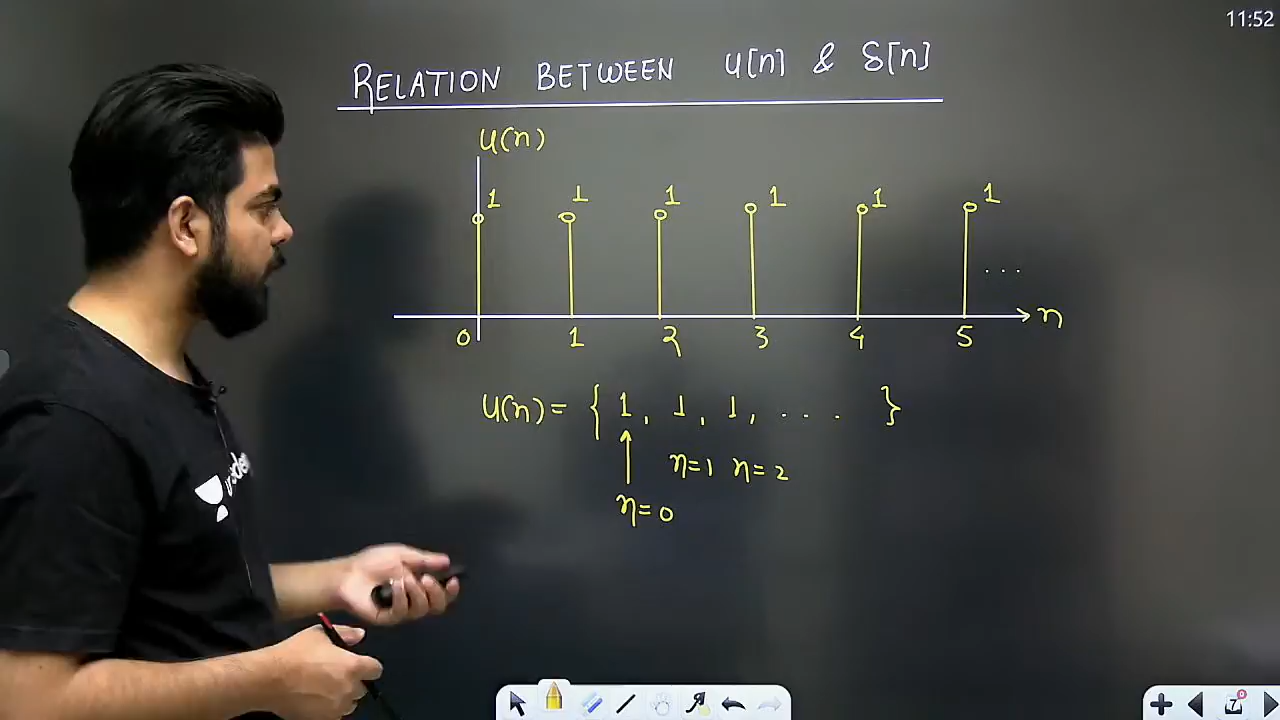 11:52
RELATION BETWEEN u[n] & δ[n]
u(n)
1 1 1 1 1 1
...
0 1 2 3 4 5 n
u(n) = { 1, 1, 1, .... }
n=1 n=2
n=0